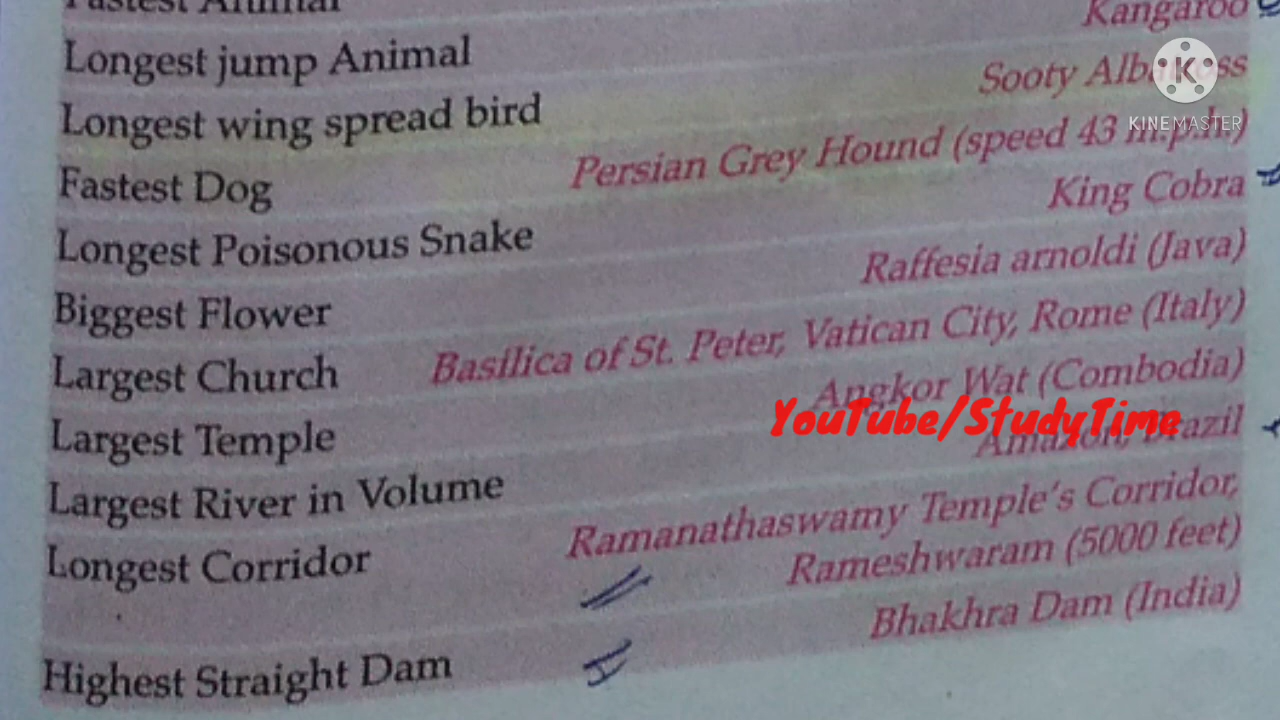 Fastest Animal
Longest jump Animal Kangaroo
Longest wing spread bird Sooty Albatross
Fastest Dog Persian Grey Hound (speed 43 m.p.h.)
Longest Poisonous Snake King Cobra
Biggest Flower Raffesia arnoldi (Java)
Largest Church Basilica of St. Peter, Vatican City, Rome (Italy)
Largest Temple Angkor Wat (Combodia)
Largest River in Volume Amazon, Brazil
Longest Corridor Ramanathaswamy Temple's Corridor,
Rameshwaram (5000 feet)
Highest Straight Dam Bhakhra Dam (India)
K
KINEMASTER
YouTube/StudyTime